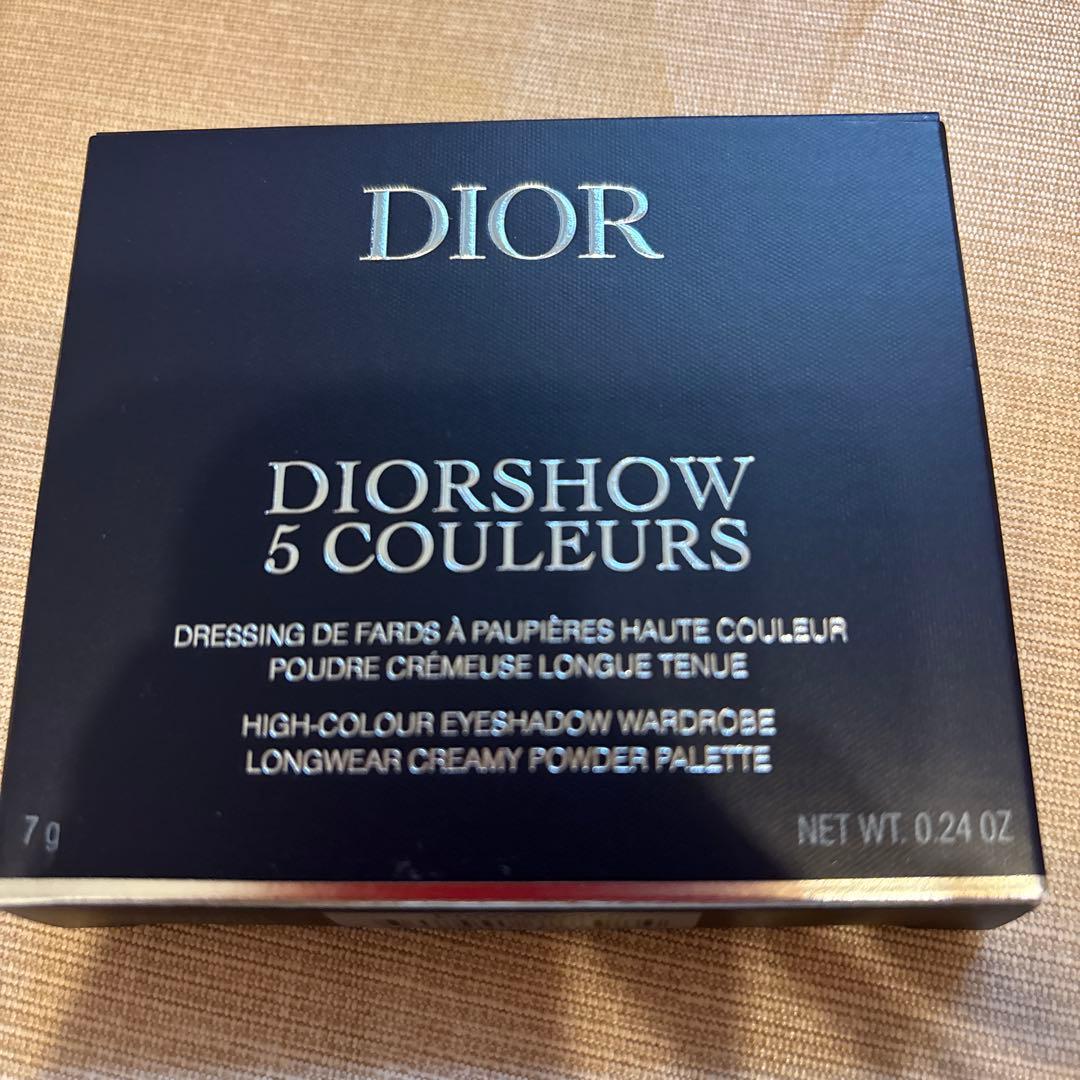 DIOR
DIORSHOW
5 COULEURS
DRESSING DE FARDS À PAUPIÈRES HAUTE COULEUR
POUDRE CRÉMEUSE LONGUE TENUE
HIGH-COLOUR EYESHADOW WARDROBE
LONGWEAR CREAMY POWDER PALETTE
7 g
NET WT. 0.24 OZ